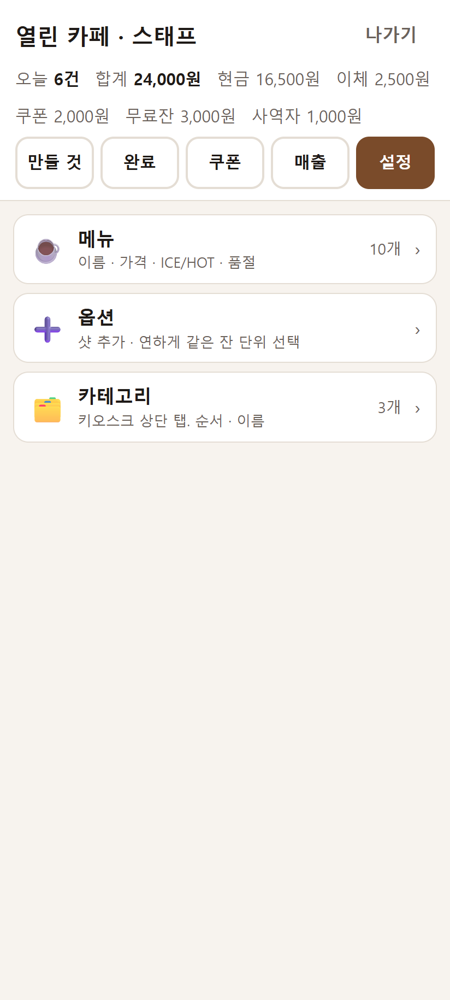 열린 카페 · 스태프
나가기
오늘 6건 합계 24,000원 현금 16,500원 이체 2,500원
쿠폰 2,000원 무료잔 3,000원 사역자 1,000원
만들 것 완료 쿠폰 매출 설정
메뉴
이름 · 가격 · ICE/HOT · 품절
10개 ›
옵션
샷 추가 · 연하게 같은 잔 단위 선택
›
카테고리
키오스크 상단 탭. 순서 · 이름
3개 ›